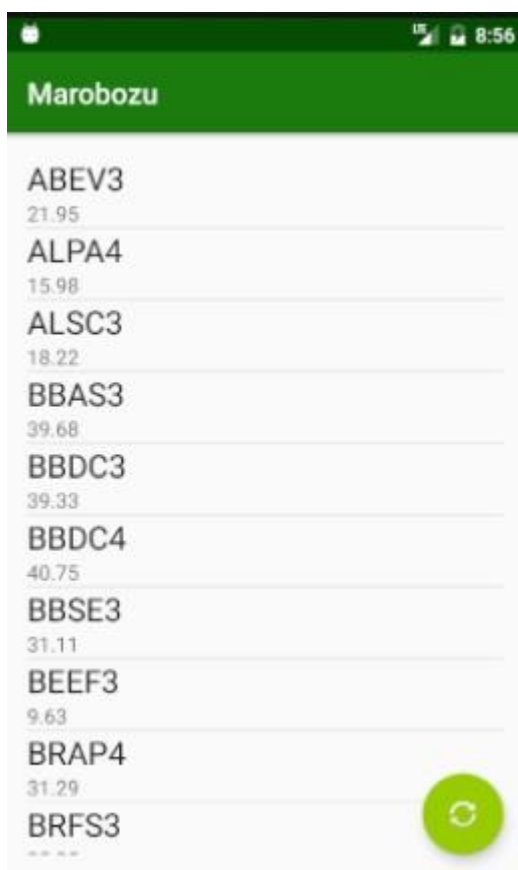 LTE 8:56
Marobozu
ABEV3
21.95
ALPA4
15.98
ALSC3
18.22
BBAS3
39.68
BBDC3
39.33
BBDC4
40.75
BBSE3
31.11
BEEF3
9.63
BRAP4
31.29
BRFS3